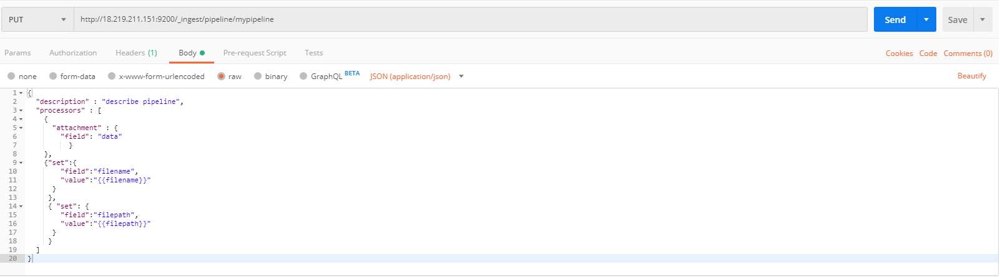 PUT http://18.219.211.151:9200/_ingest/pipeline/mypipeline Send Save
Params Authorization Headers (1) Body Pre-request Script Tests Cookies Code Comments (0)
none form-data x-www-form-urlencoded raw binary GraphQL BETA JSON (application/json) Beautify
1 {
2 "description" : "describe pipeline",
3 "processors" : [
4 {
5 "attachment" : {
6 "field": "data"
7 }
8 },
9 {"set":{
10 "field":"filename",
11 "value":"{{filename}}"
12 }
13 },
14 { "set": {
15 "field":"filepath",
16 "value":"{{filepath}}"
17 }
18 }
19 ]
20 }